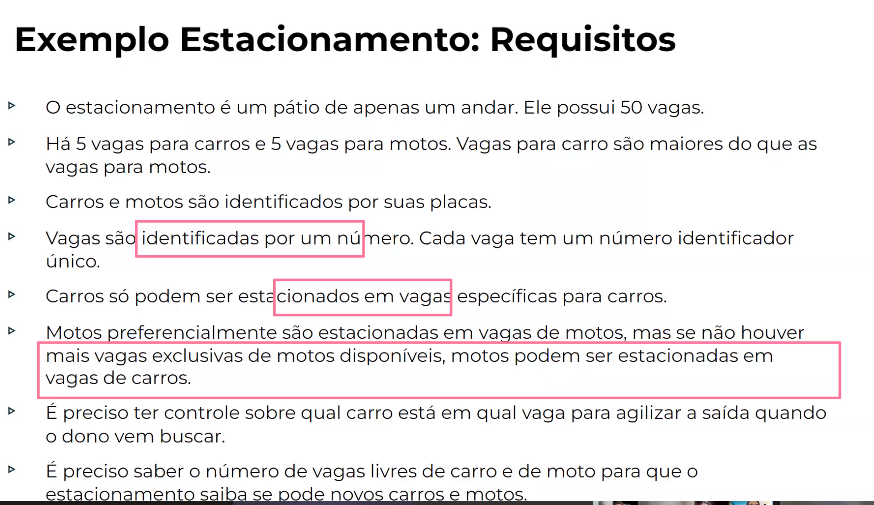 Exemplo Estacionamento: Requisitos
O estacionamento é um pátio de apenas um andar. Ele possui 50 vagas.
Há 5 vagas para carros e 5 vagas para motos. Vagas para carro são maiores do que as
vagas para motos.
Carros e motos são identificados por suas placas.
Vagas são identificadas por um número. Cada vaga tem um número identificador
único.
Carros só podem ser estacionados em vagas específicas para carros.
Motos preferencialmente são estacionadas em vagas de motos, mas se não houver
mais vagas exclusivas de motos disponíveis, motos podem ser estacionadas em
vagas de carros.
É preciso ter controle sobre qual carro está em qual vaga para agilizar a saída quando
o dono vem buscar.
É preciso saber o número de vagas livres de carro e de moto para que o
estacionamento saiba se pode novos carros e motos.